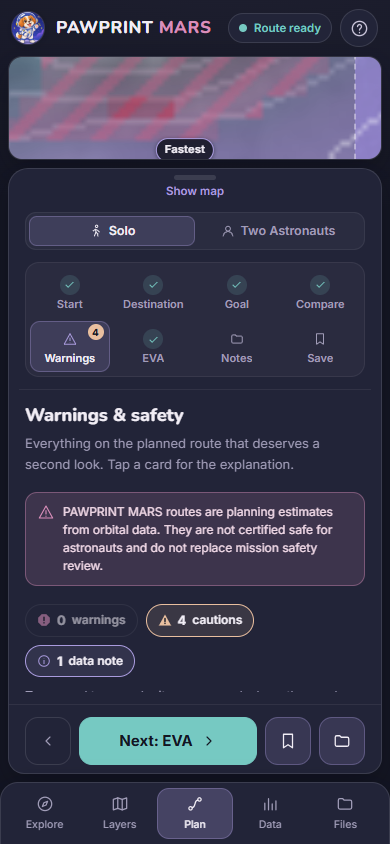 PAWPRINT MARS
Route ready
Fastest
Show map
Solo
Two Astronauts
Start
Destination
Goal
Compare
4
Warnings
EVA
Notes
Save
Warnings & safety
Everything on the planned route that deserves a
second look. Tap a card for the explanation.
PAWPRINT MARS routes are planning estimates
from orbital data. They are not certified safe for
astronauts and do not replace mission safety
review.
0 warnings
4 cautions
1 data note
Next: EVA
Explore
Layers
Plan
Data
Files